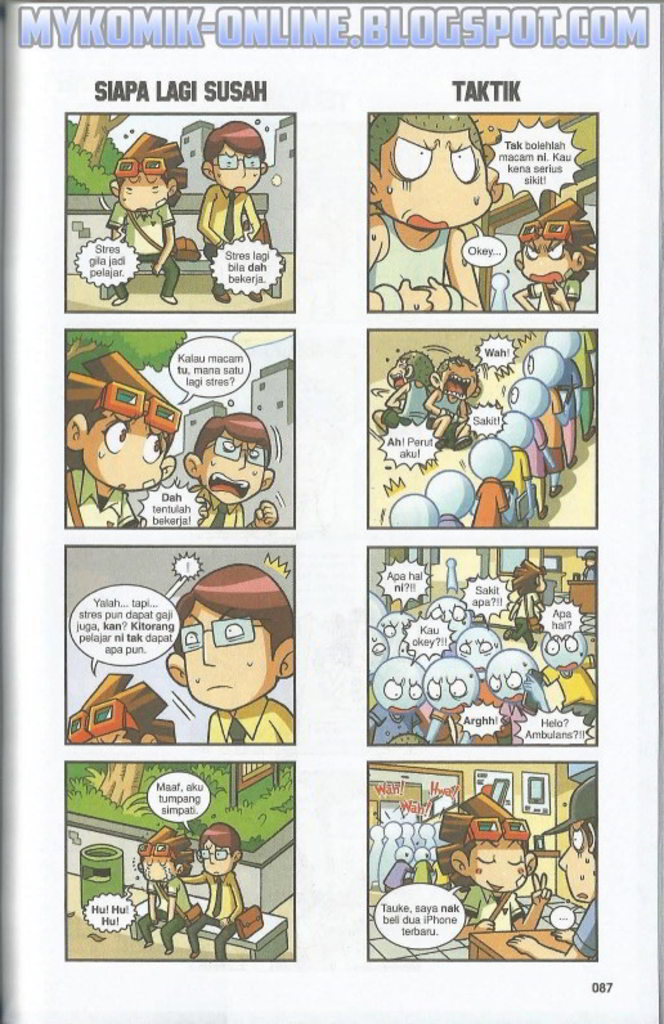 MYKOMIK-ONLINE.BLOGSPOT.COM
SIAPA LAGI SUSAH
Stres
gila jadi
pelajar.
Stres lagi
bila dah
bekerja.
Kalau macam
tu, mana satu
lagi stres?
Dah
tentulah
bekerja!
!
Yalah... tapi...
stres pun dapat gaji
juga, kan? Kitorang
pelajar ni tak dapat
apa pun.
Maaf, aku
tumpang
simpati.
Hu! Hu!
Hu!
TAKTIK
Tak bolehlah
macam ni. Kau
kena serius
sikit!
Okey...
Wah!
Sakit!
Ah! Perut
aku!
Apa hal
ni?!!
Sakit
apa?!!
Apa
hal?
Kau
okey?!!
Arghh!
Helo?
Ambulans?!!
Wah!
Wah!
Hwa!
Tauke, saya nak
beli dua iPhone
terbaru.
...
087